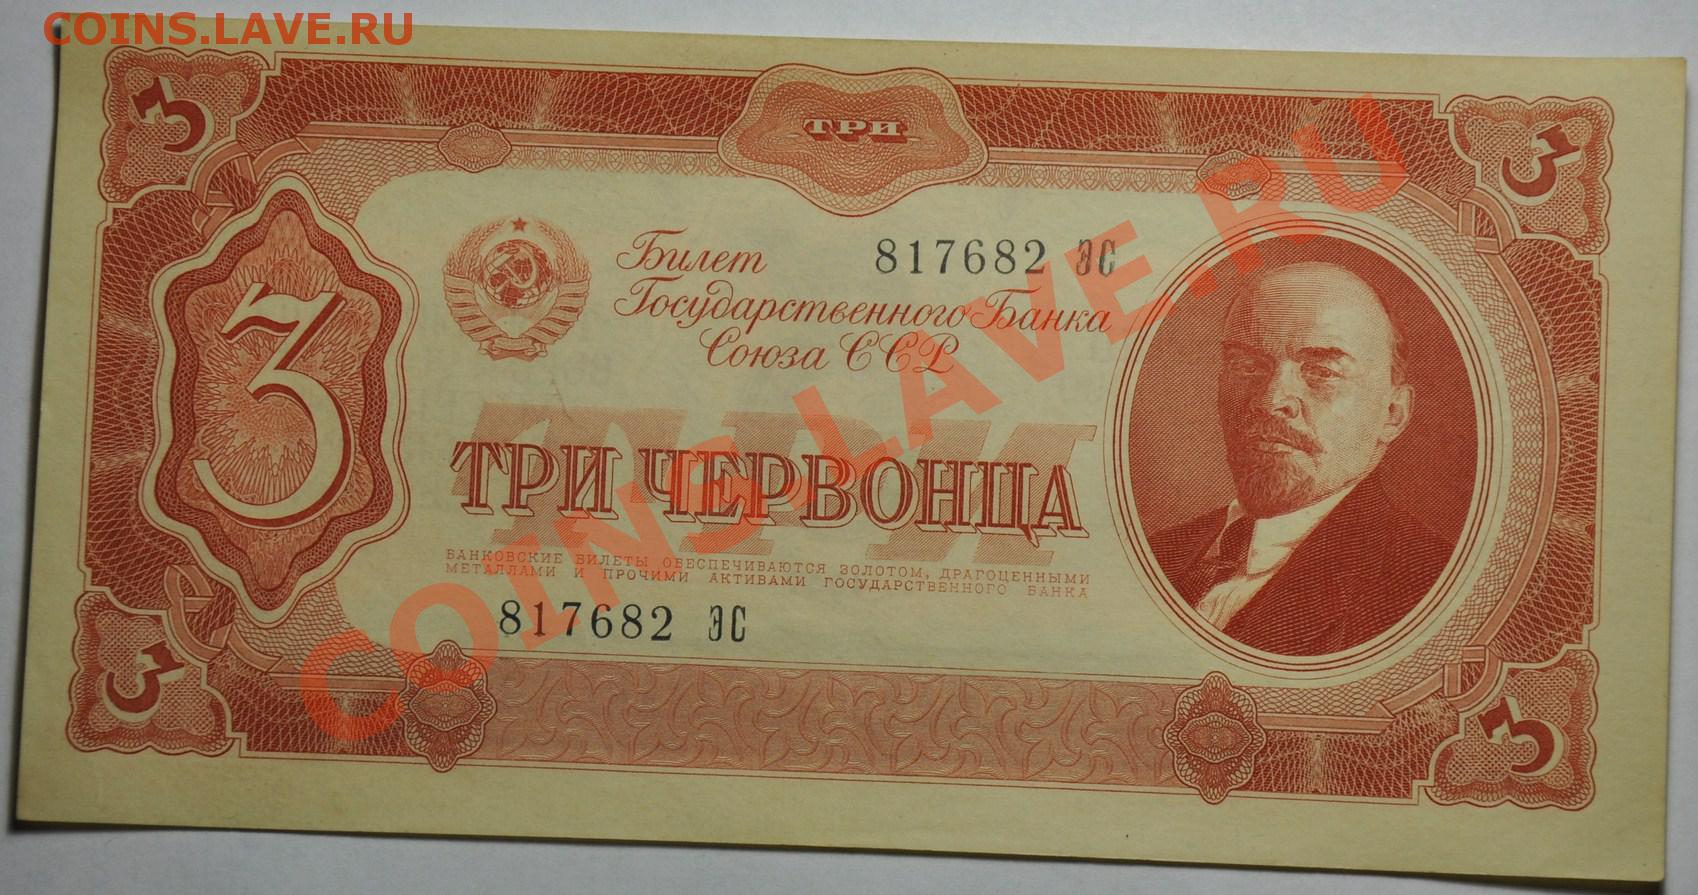 COINS.LAVE.RU
3
ТРИ
3
Билет
817682 ЭС
Государственного Банка
Союза ССР
3
ТРИ
ТРИ ЧЕРВОНЦА
БАНКОВСКИЕ БИЛЕТЫ ОБЕСПЕЧИВАЮТСЯ ЗОЛОТОМ, ДРАГОЦЕННЫМИ
МЕТАЛЛАМИ И ПРОЧИМИ АКТИВАМИ ГОСУДАРСТВЕННОГО БАНКА
817682 ЭС
3
3
COINS.LAVE.RU